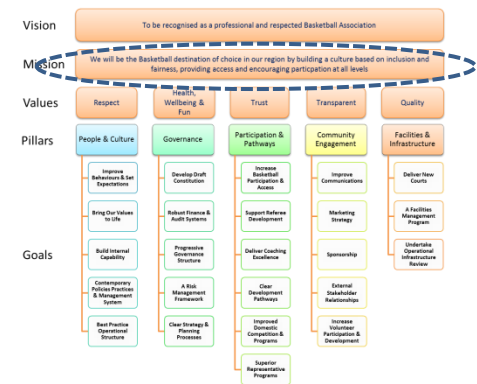 Vision
To be recognised as a professional and respected Basketball Association
Mission
We will be the Basketball destination of choice in our region by building a culture based on inclusion and
fairness, providing access and encouraging partcipation at all levels
Values
Respect
Health,
Wellbeing &
Fun
Trust
Transparent
Quality
Pillars
People & Culture
Governance
Participation &
Pathways
Community
Engagement
Facilities &
Infrastructure
Goals
Improve
Behaviours & Set
Expectations
Bring Our Values
to Life
Build Internal
Capability
Contemporary
Policies Practices
& Management
System
Best Practice
Operational
Structure
Develop Draft
Constitution
Robust Finance &
Audit Systems
Progressive
Governance
Structure
A Risk
Management
Framework
Clear Strategy &
Planning
Processes
Increase
Basketball
Participation &
Access
Support Referee
Development
Deliver Coaching
Excellence
Clear
Development
Pathways
Improved
Domestic
Competition &
Programs
Superior
Representative
Programs
Improve
Communications
Marketing
Strategy
Sponsorship
External
Stakeholder
Relationships
Increase
Volunteer
Participation &
Development
Deliver New
Courts
A Facilities
Management
Program
Undertake
Operational
Infrastructure
Review